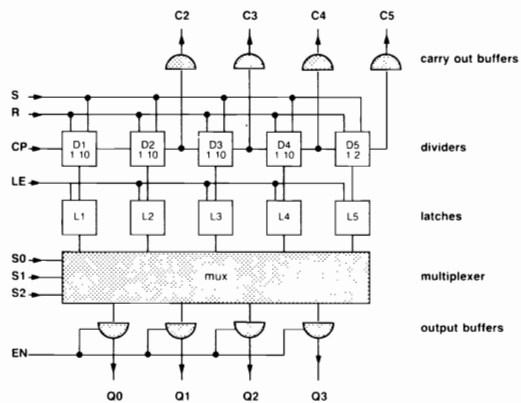 C2 C3 C4 C5
carry out buffers
S
R
CP D1 D2 D3 D4 D5 dividers
1 10 1 10 1 10 1 10 1 2
LE
L1 L2 L3 L4 L5 latches
S0
S1 mux multiplexer
S2
output buffers
EN
Q0 Q1 Q2 Q3